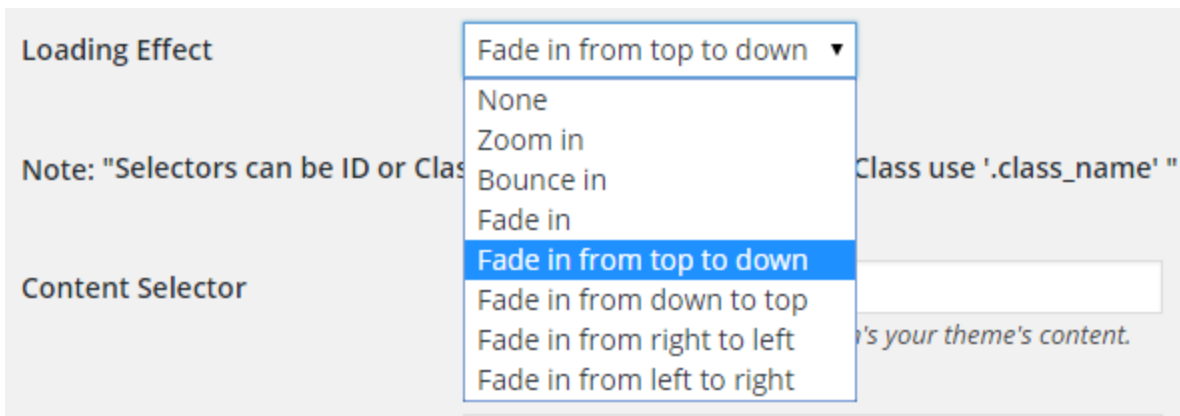 Loading Effect
Fade in from top to down
None
Zoom in
Bounce in
Fade in
Fade in from top to down
Fade in from down to top
Fade in from right to left
Fade in from left to right
Note: "Selectors can be ID or Class use '.class_name' "
Content Selector
your theme's content.